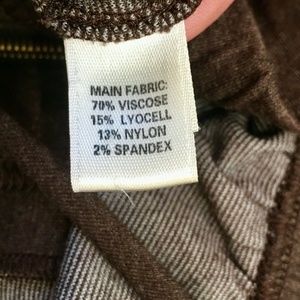 MAIN FABRIC:
70% VISCOSE
15% LYOCELL
13% NYLON
2% SPANDEX